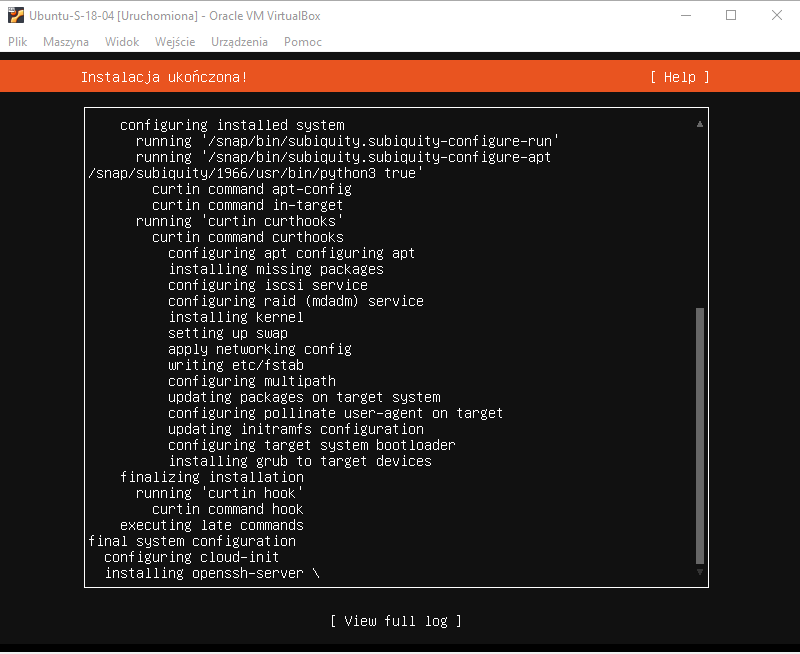 Ubuntu-S-18-04 [Uruchomiona] - Oracle VM VirtualBox
Plik Maszyna Widok Wejście Urządzenia Pomoc
Instalacja ukończona! [ Help ]
configuring installed system
running '/snap/bin/subiquity.subiquity-configure-run'
running '/snap/bin/subiquity.subiquity-configure-apt
/snap/subiquity/1966/usr/bin/python3 true'
curtin command apt-config
curtin command in-target
running 'curtin curthooks'
curtin command curthooks
configuring apt configuring apt
installing missing packages
configuring iscsi service
configuring raid (mdadm) service
installing kernel
setting up swap
apply networking config
writing etc/fstab
configuring multipath
updating packages on target system
configuring pollinate user-agent on target
updating initramfs configuration
configuring target system bootloader
installing grub to target devices
finalizing installation
running 'curtin hook'
curtin command hook
executing late commands
final system configuration
configuring cloud-init
installing openssh-server \
[ View full log ]